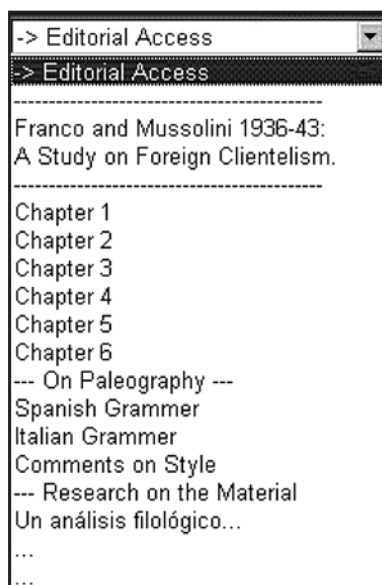 -> Editorial Access
-> Editorial Access
------------------------------------------
Franco and Mussolini 1936-43:
A Study on Foreign Clientelism.
------------------------------------------
Chapter 1
Chapter 2
Chapter 3
Chapter 4
Chapter 5
Chapter 6
--- On Paleography ---
Spanish Grammer
Italian Grammer
Comments on Style
--- Research on the Material
Un análisis filológico...
...
...